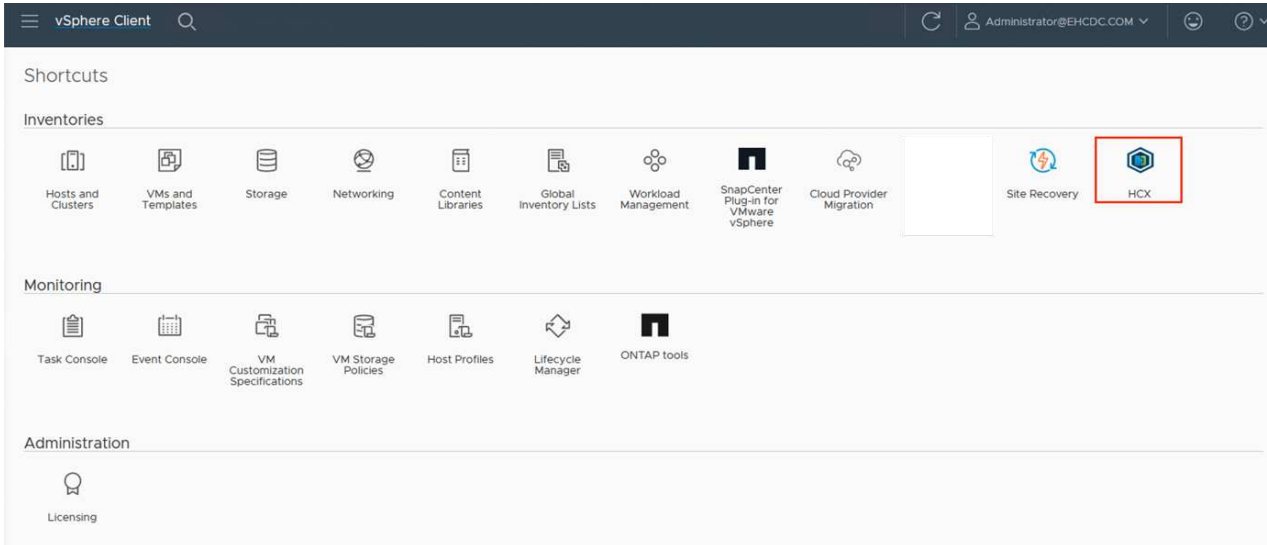 vSphere Client
Administrator@EHCDC.COM
Shortcuts
Inventories
Hosts and
Clusters
VMs and
Templates
Storage
Networking
Content
Libraries
Global
Inventory Lists
Workload
Management
SnapCenter
Plug-in for
VMware
vSphere
Cloud Provider
Migration
Site Recovery
HCX
Monitoring
Task Console
Event Console
VM
Customization
Specifications
VM Storage
Policies
Host Profiles
Lifecycle
Manager
ONTAP tools
Administration
Licensing